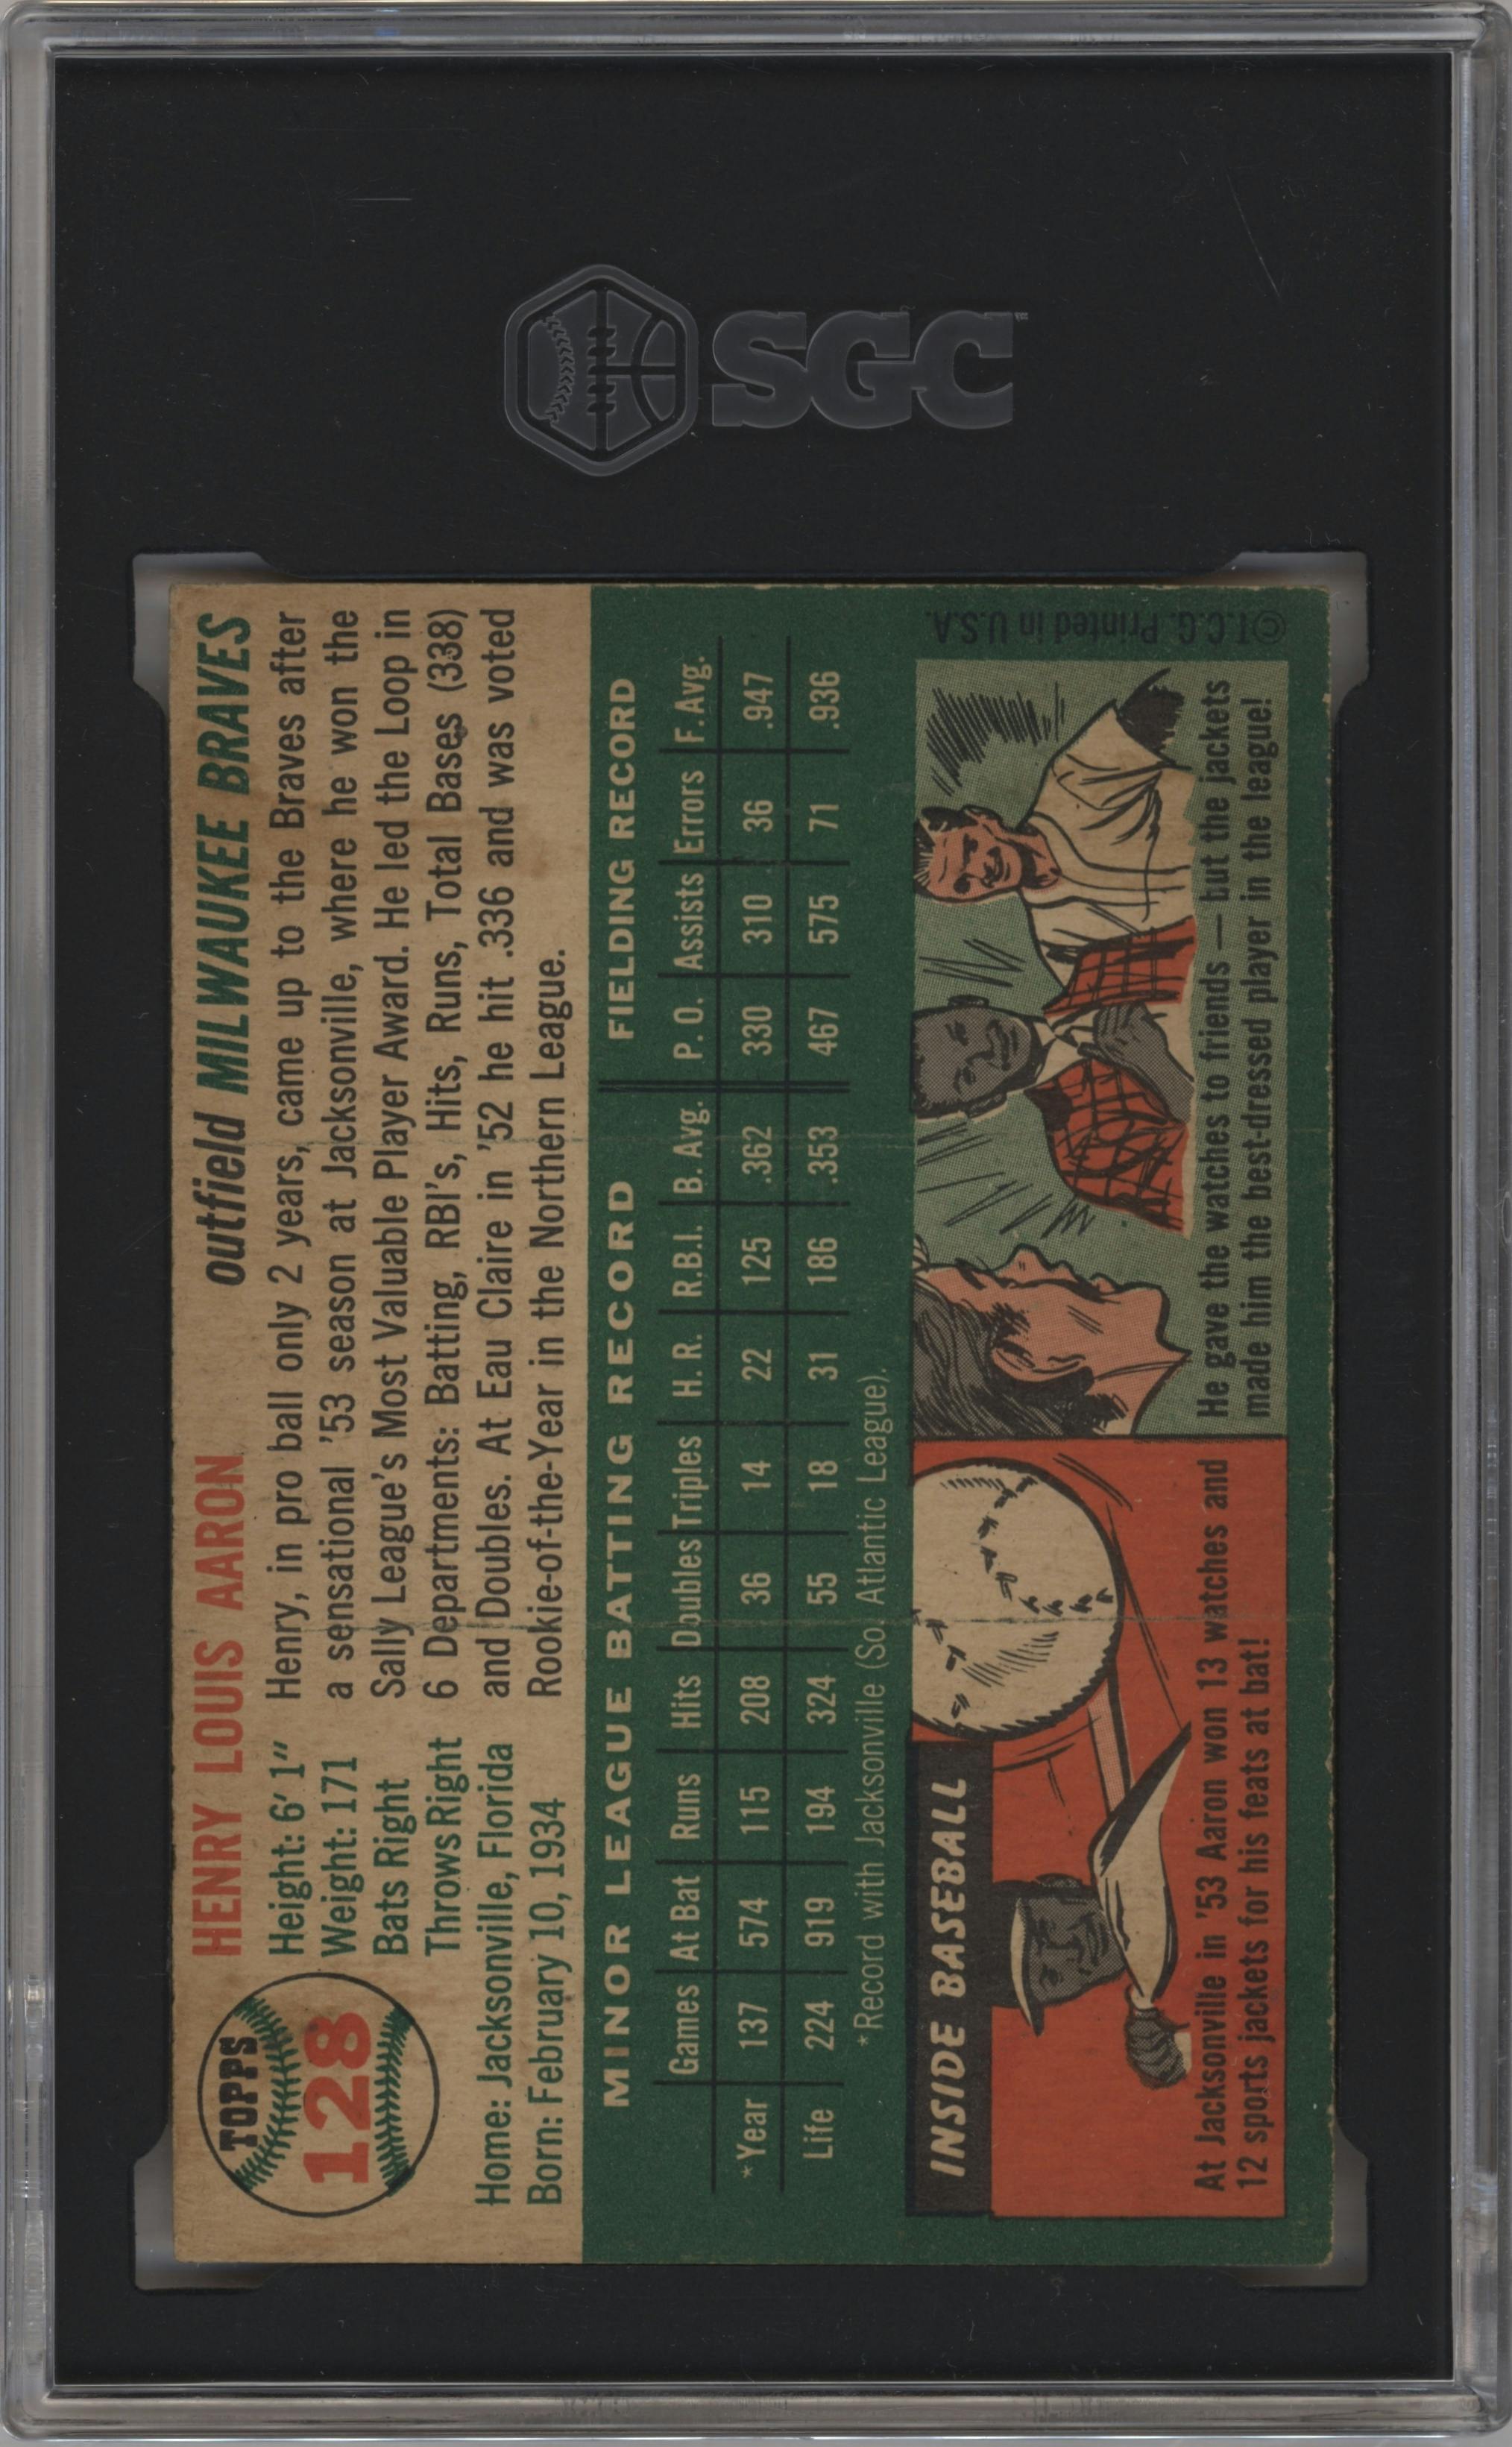 SGC
TOPPS
128
HENRY LOUIS AARON
outfield MILWAUKEE BRAVES
Height: 6' 1"
Weight: 171
Bats Right
Throws Right
Home: Jacksonville, Florida
Born: February 10, 1934
Henry, in pro ball only 2 years, came up to the Braves after
a sensational '53 season at Jacksonville, where he won the
Sally League's Most Valuable Player Award. He led the Loop in
6 Departments: Batting, RBI's, Hits, Runs, Total Bases (338)
and Doubles. At Eau Claire in '52 he hit .336 and was voted
Rookie-of-the-Year in the Northern League.
MINOR LEAGUE BATTING RECORD FIELDING RECORD
Games At Bat Runs Hits Doubles Triples H. R. R.B.I. B. Avg. P. O. Assists Errors F. Avg.
*Year 137 574 115 208 36 14 22 125 .362 330 310 36 .947
Life 224 919 194 324 55 18 31 186 .353 467 575 71 .936
*Record with Jacksonville (So. Atlantic League).
INSIDE BASEBALL
At Jacksonville in '53 Aaron won 13 watches and
12 sports jackets for his feats at bat!
He gave the watches to friends — but the jackets
made him the best-dressed player in the league!
©T.C.G. Printed in U.S.A.